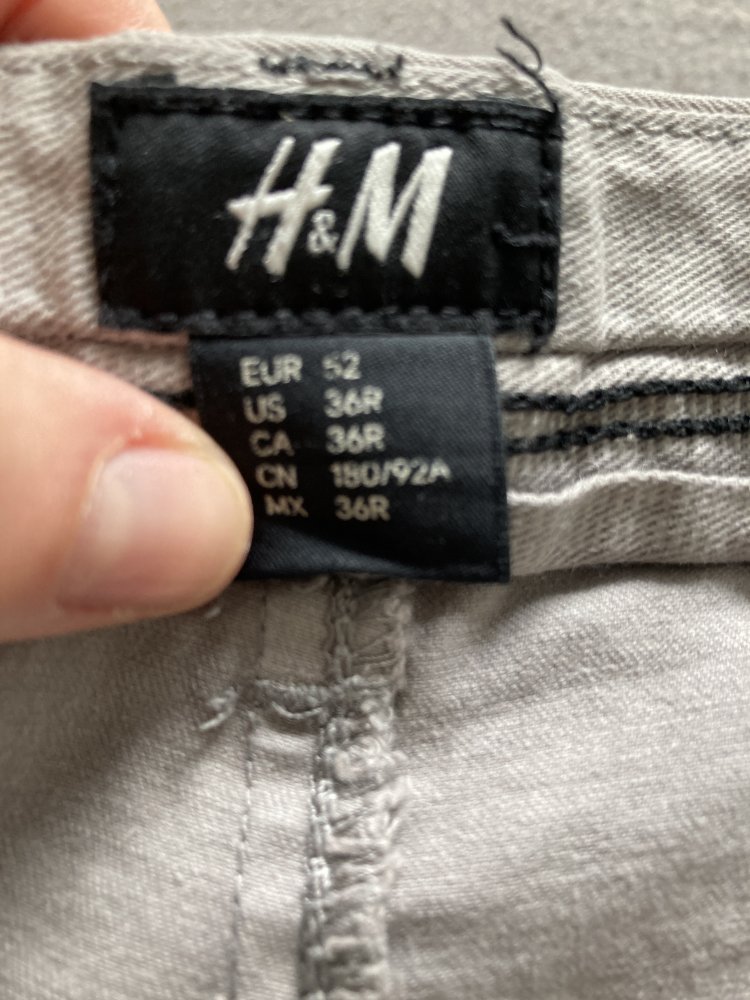 H&M
EUR 52
US 36R
CA 36R
CN 180/92A
MX 36R